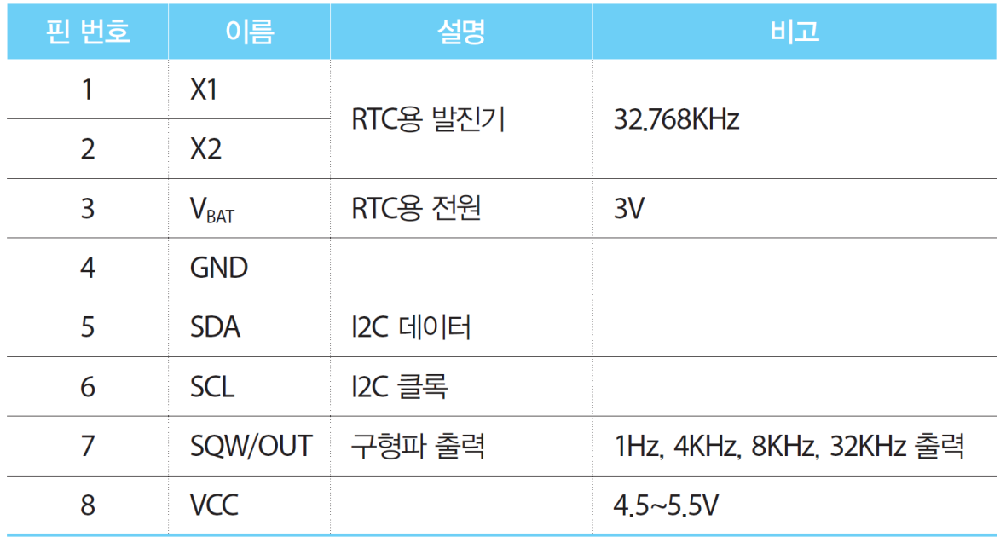 핀 번호 이름 설명 비고
1 X1 RTC용 발진기 32.768KHz
2 X2
3 VBAT RTC용 전원 3V
4 GND
5 SDA I2C 데이터
6 SCL I2C 클록
7 SQW/OUT 구형파 출력 1Hz, 4KHz, 8KHz, 32KHz 출력
8 VCC 4.5~5.5V